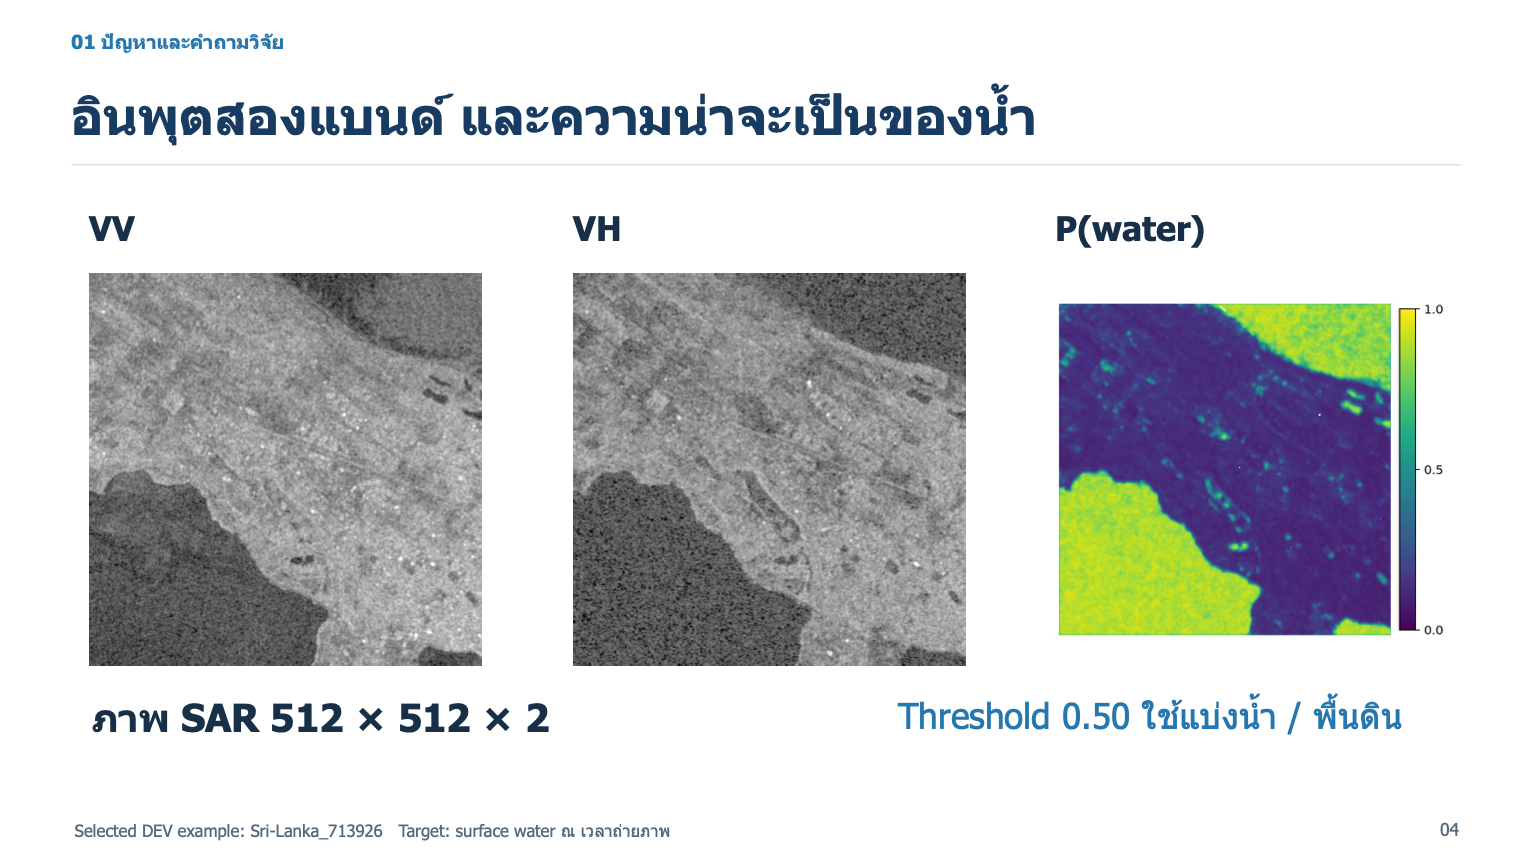 01 ปัญหาและคำถามวิจัย
อินพุตสองแบนด์ และความน่าจะเป็นของน้ำ
VV VH P(water)
1.0
0.5
0.0
ภาพ SAR 512 × 512 × 2
Threshold 0.50 ใช้แบ่งน้ำ / พื้นดิน
Selected DEV example: Sri-Lanka_713926 Target: surface water ณ เวลาถ่ายภาพ
04